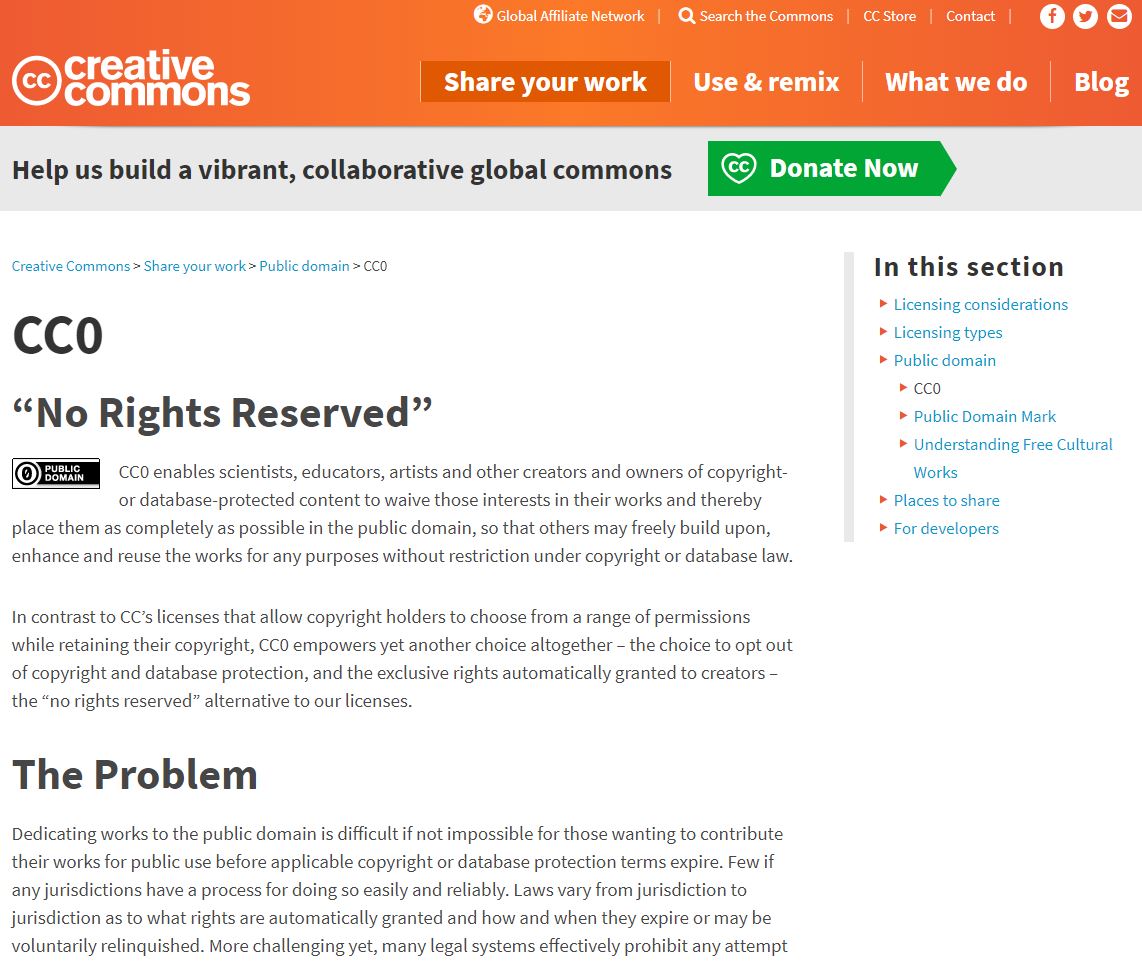 Global Affiliate Network | Search the Commons | CC Store | Contact |
cc creative commons
Share your work | Use & remix | What we do | Blog
Help us build a vibrant, collaborative global commons
cc Donate Now
Creative Commons > Share your work > Public domain > CC0
CC0
“No Rights Reserved”
0 PUBLIC DOMAIN
CC0 enables scientists, educators, artists and other creators and owners of copyright-
or database-protected content to waive those interests in their works and thereby
place them as completely as possible in the public domain, so that others may freely build upon,
enhance and reuse the works for any purposes without restriction under copyright or database law.
In contrast to CC’s licenses that allow copyright holders to choose from a range of permissions
while retaining their copyright, CC0 empowers yet another choice altogether – the choice to opt out
of copyright and database protection, and the exclusive rights automatically granted to creators –
the “no rights reserved” alternative to our licenses.
The Problem
Dedicating works to the public domain is difficult if not impossible for those wanting to contribute
their works for public use before applicable copyright or database protection terms expire. Few if
any jurisdictions have a process for doing so easily and reliably. Laws vary from jurisdiction to
jurisdiction as to what rights are automatically granted and how and when they expire or may be
voluntarily relinquished. More challenging yet, many legal systems effectively prohibit any attempt
In this section
Licensing considerations
Licensing types
Public domain
CC0
Public Domain Mark
Understanding Free Cultural
Works
Places to share
For developers